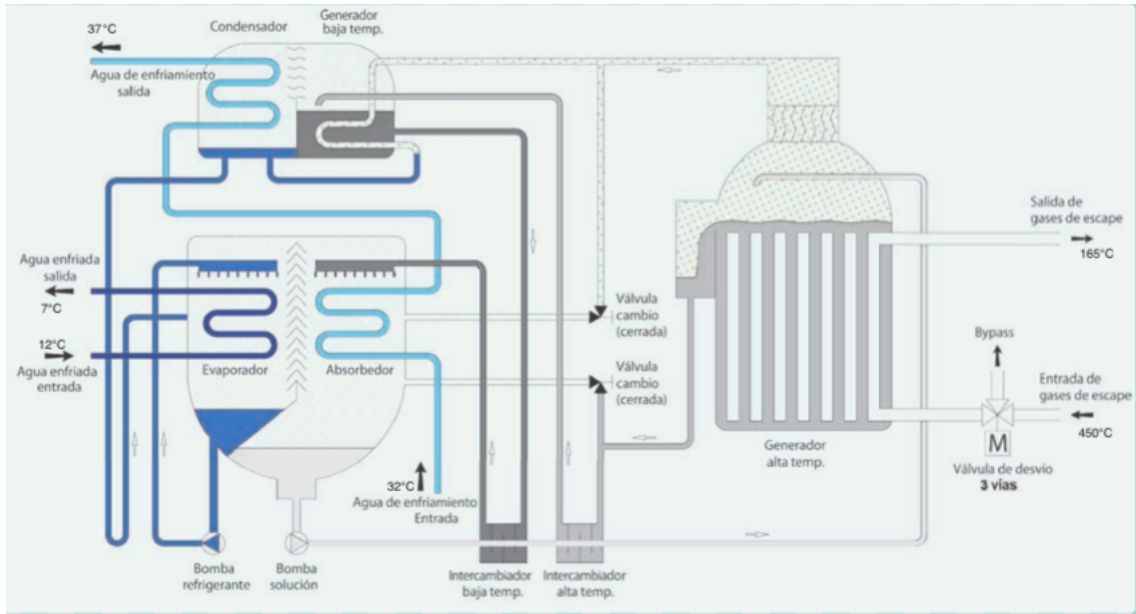 37°C
Condensador
Generador
baja temp.
Agua de enfriamiento
salida
Salida de
gases de escape
165°C
Agua enfriada
salida
7°C
12°C
Agua enfriada
entrada
Evaporador
Absorbedor
Válvula
cambio
(cerrada)
Válvula
cambio
(cerrada)
Bypass
Entrada de
gases de escape
450°C
M
Generador
alta temp.
Válvula de desvío
3 vías
32°C
Agua de enfriamiento
Entrada
Bomba
refrigerante
Bomba
solución
Intercambiador
baja temp.
Intercambiador
alta temp.